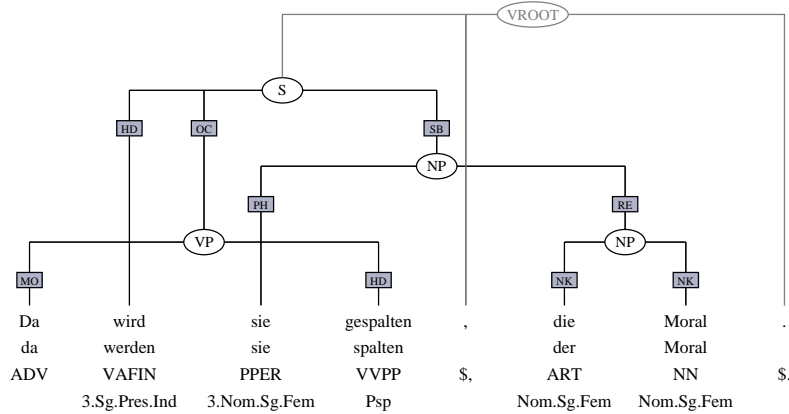 VROOT
S
HD OC SB
NP
PH RE
VP NP
MO HD NK NK
Da wird sie gespalten , die Moral .
da werden sie spalten der Moral
ADV VAFIN PPER VVPP $, ART NN $.
3.Sg.Pres.Ind 3.Nom.Sg.Fem Psp Nom.Sg.Fem Nom.Sg.Fem